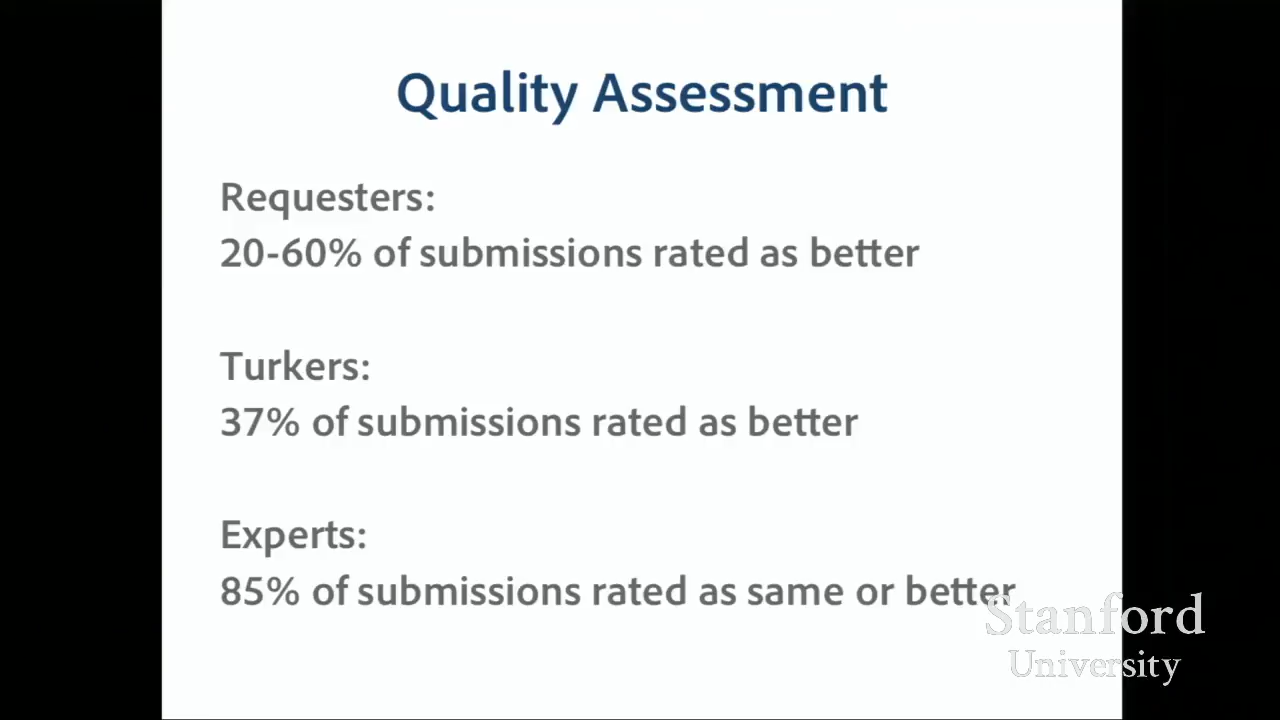 Quality Assessment
Requesters:
20-60% of submissions rated as better
Turkers:
37% of submissions rated as better
Experts:
85% of submissions rated as same or better
Stanford
University